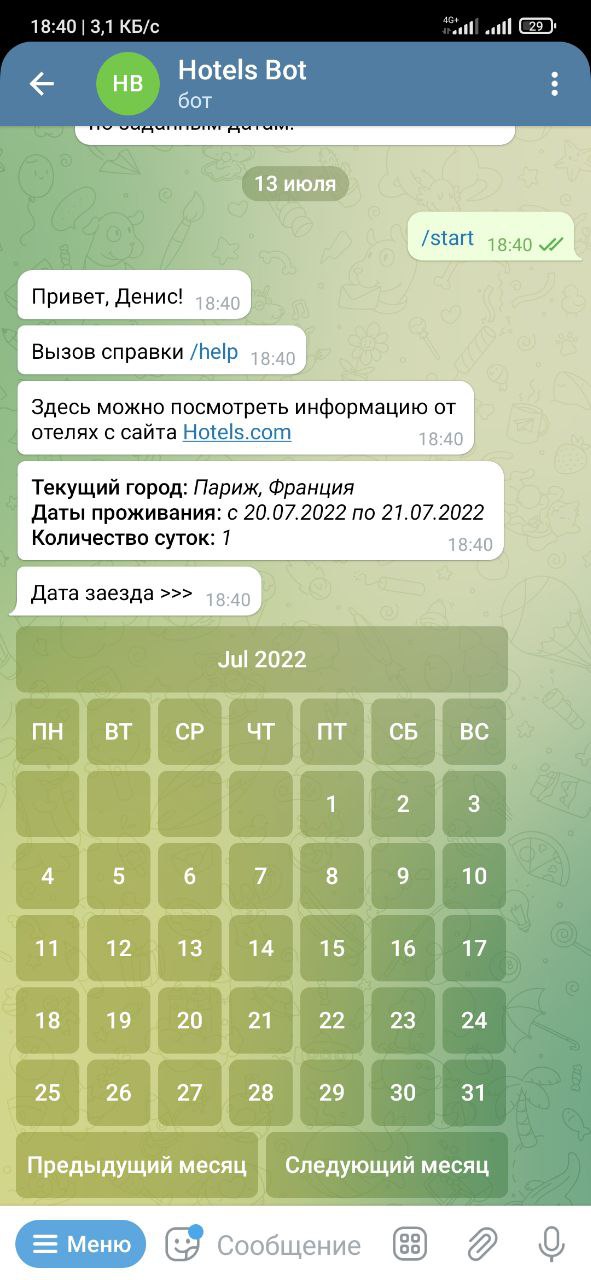 18:40 | 3,1 КБ/с
4G+
29
HB
Hotels Bot
бот
по заданным датам.
13 июля
/start 18:40
Привет, Денис! 18:40
Вызов справки /help 18:40
Здесь можно посмотреть информацию от
отелях с сайта Hotels.com 18:40
Текущий город: Париж, Франция
Даты проживания: с 20.07.2022 по 21.07.2022
Количество суток: 1 18:40
Дата заезда >>> 18:40
Jul 2022
ПН ВТ СР ЧТ ПТ СБ ВС
1 2 3
4 5 6 7 8 9 10
11 12 13 14 15 16 17
18 19 20 21 22 23 24
25 26 27 28 29 30 31
Предыдущий месяц Следующий месяц
Меню Сообщение